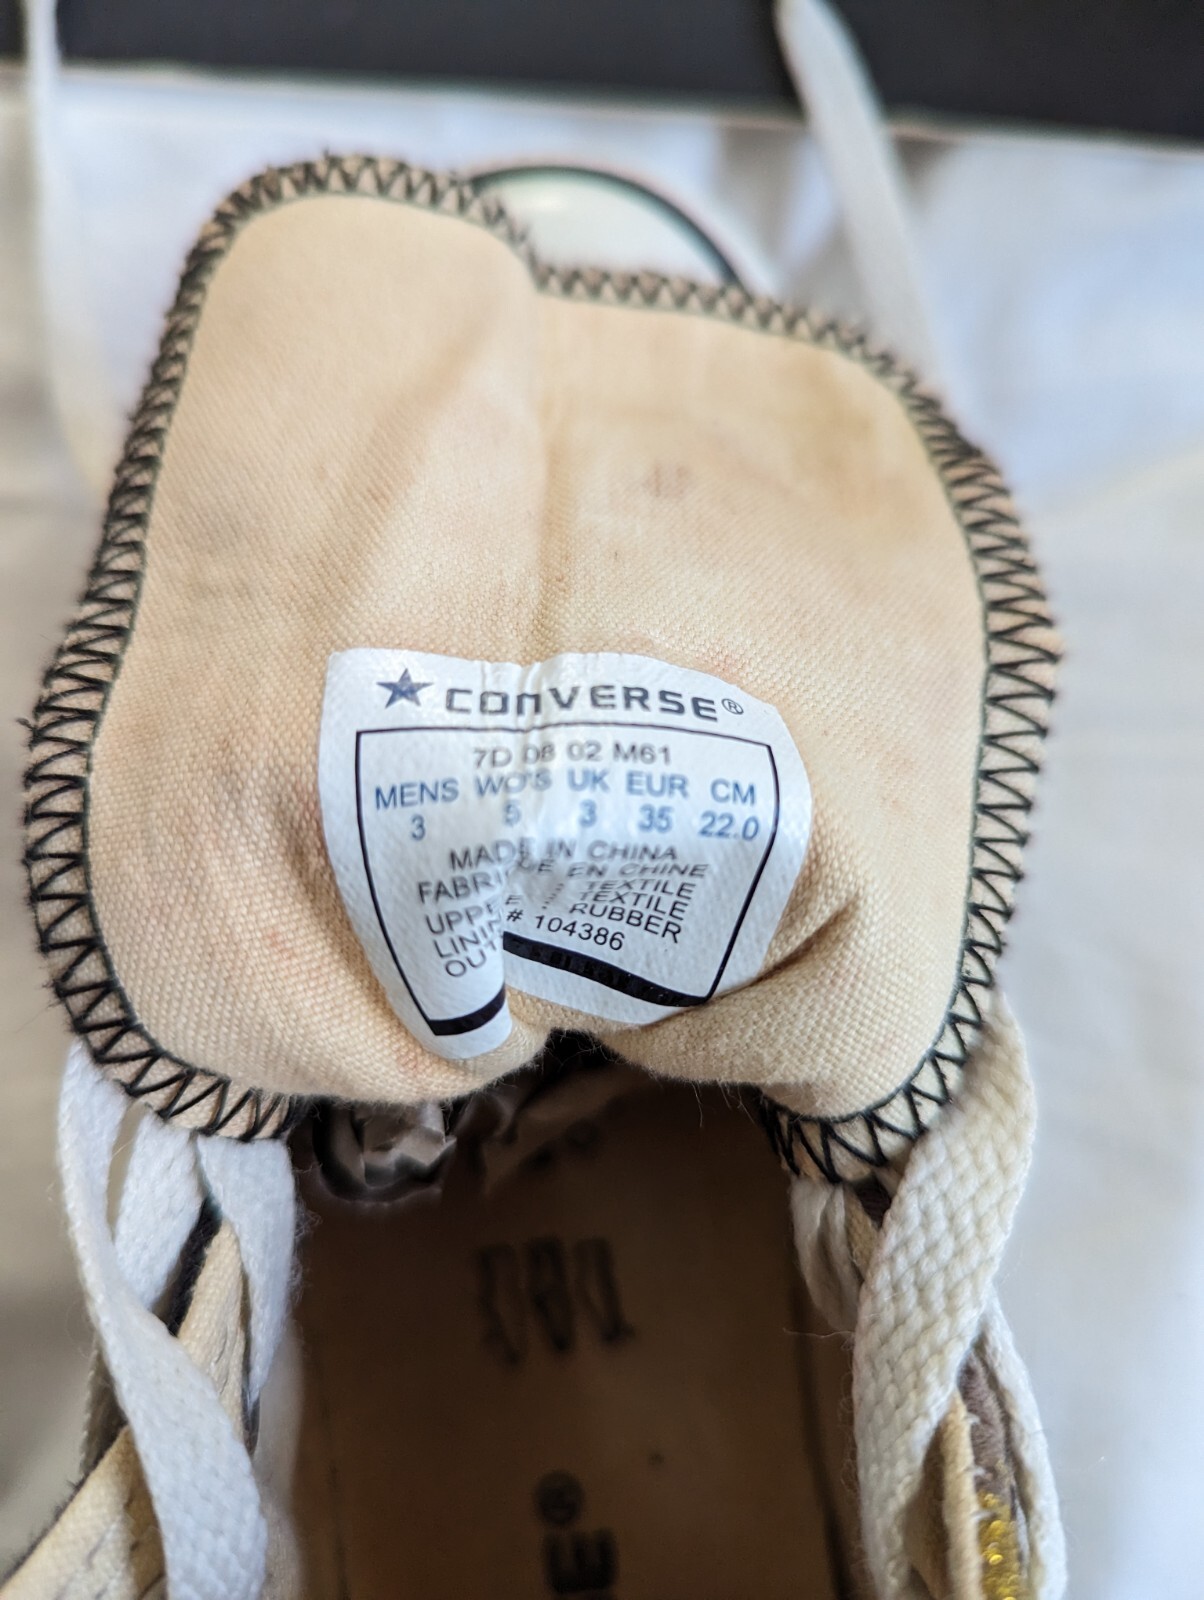 CONVERSE®
7D 08 02 M61
MENS WO'S UK EUR CM
3 5 3 35 22.0
MADE IN CHINA
EN CHINE
TEXTILE
TEXTILE
RUBBER
# 104386